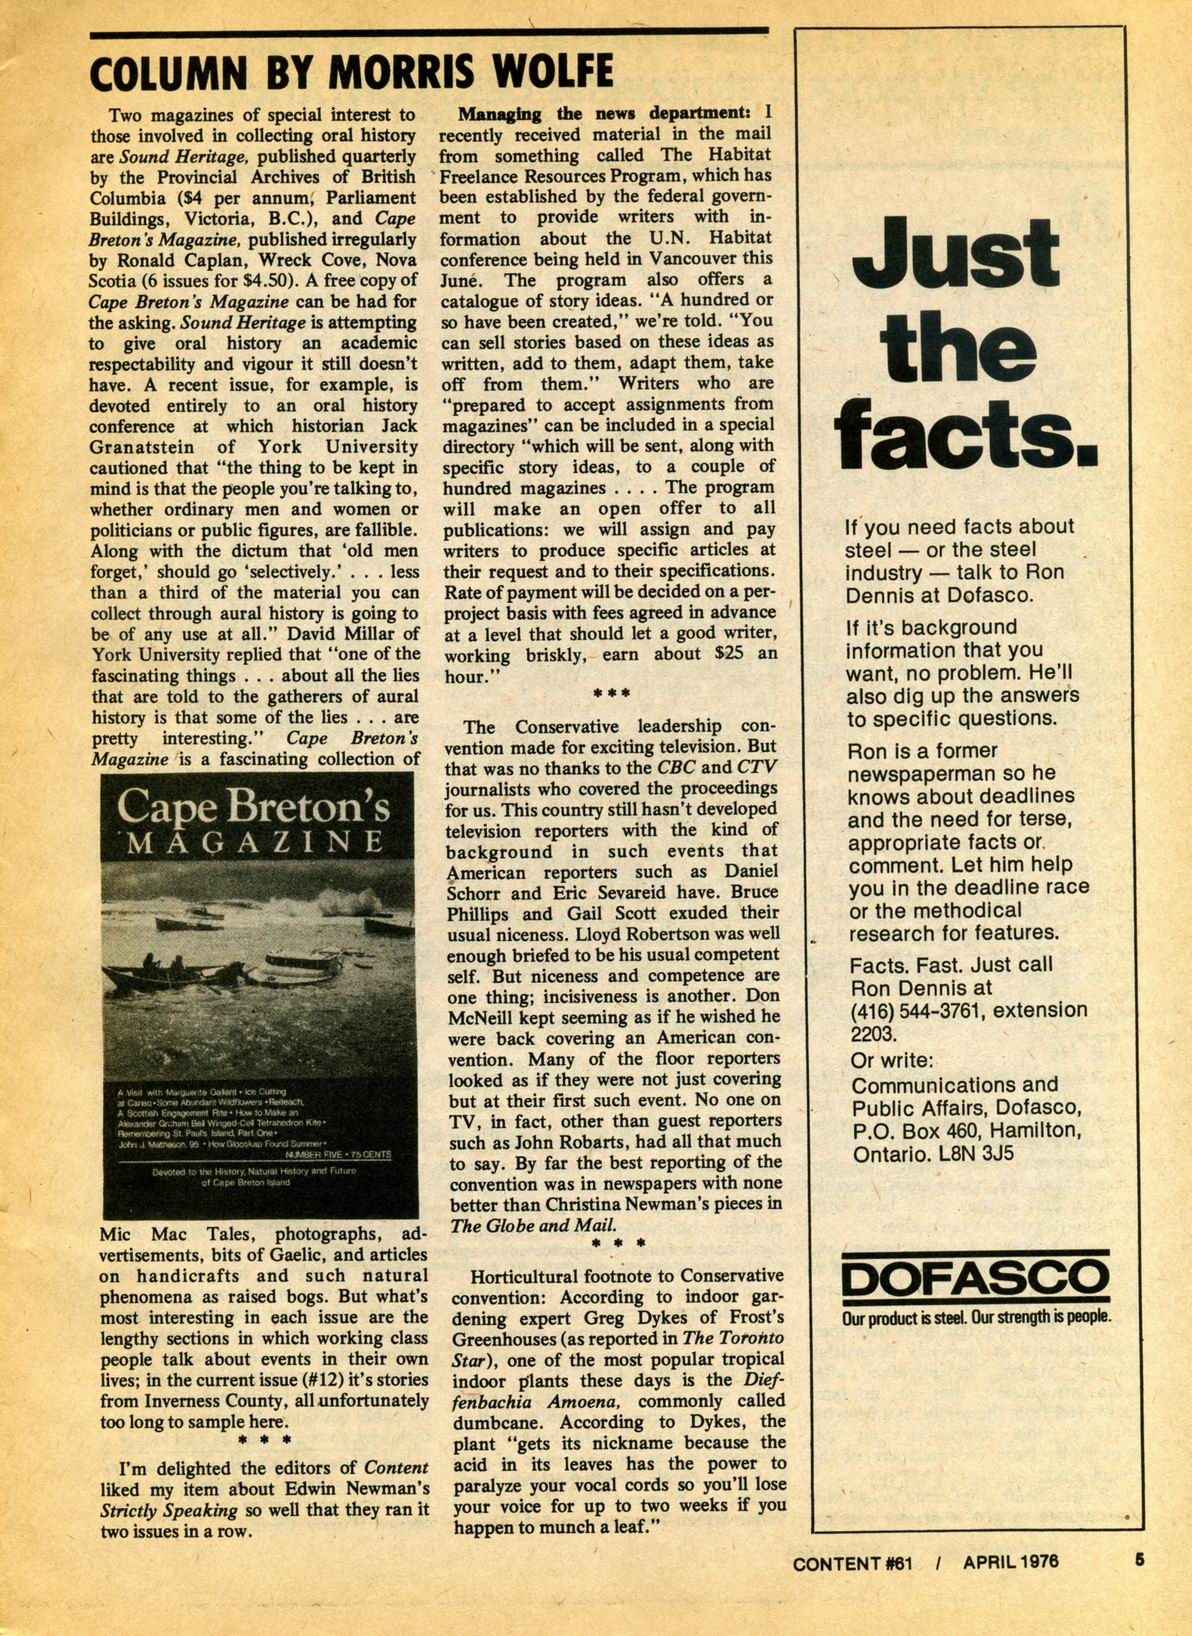 COLUMN BY MORRIS WOLFE
Two magazines of special interest to
those involved in collecting oral history
are Sound Heritage, published quarterly
by the Provincial Archives of British
Columbia ($4 per annum, Parliament
Buildings, Victoria, B.C.), and Cape
Breton's Magazine, published irregularly
by Ronald Caplan, Wreck Cove, Nova
Scotia (6 issues for $4.50). A free copy of
Cape Breton's Magazine can be had for
the asking. Sound Heritage is attempting
to give oral history an academic
respectability and vigour it still doesn't
have. A recent issue, for example, is
devoted entirely to an oral history
conference at which historian Jack
Granatstein of York University
cautioned that “the thing to be kept in
mind is that the people you're talking to,
whether ordinary men and women or
politicians or public figures, are fallible.
Along with the dictum that ‘old men
forget,’ should go ‘selectively.’ . . . less
than a third of the material you can
collect through aural history is going to
be of any use at all.” David Millar of
York University replied that “one of the
fascinating things . . . about all the lies
that are told to the gatherers of aural
history is that some of the lies . . . are
pretty interesting.” Cape Breton's
Magazine is a fascinating collection of
Cape Breton's
MAGAZINE
A Visit with Marguerite Gallant • Ice Cutting
at Canso • Some Abundant Wildflowers • Reiteach,
A Scottish Engagement Rite • How to Make an
Alexander Graham Bell Winged-Cell Tetrahedron Kite •
Remembering St. Paul's Island, Part One •
John J. Matheson, 95 • How Glooskap Found Summer •
NUMBER FIVE • 75 CENTS
Devoted to the History, Natural History and Future
of Cape Breton Island
Mic Mac Tales, photographs, ad-
vertisements, bits of Gaelic, and articles
on handicrafts and such natural
phenomena as raised bogs. But what's
most interesting in each issue are the
lengthy sections in which working class
people talk about events in their own
lives; in the current issue (#12) it's stories
from Inverness County, all unfortunately
too long to sample here.
* * *
I'm delighted the editors of Content
liked my item about Edwin Newman's
Strictly Speaking so well that they ran it
two issues in a row.
Managing the news department: I
recently received material in the mail
from something called The Habitat
Freelance Resources Program, which has
been established by the federal govern-
ment to provide writers with in-
formation about the U.N. Habitat
conference being held in Vancouver this
June. The program also offers a
catalogue of story ideas. “A hundred or
so have been created,” we're told. “You
can sell stories based on these ideas as
written, add to them, adapt them, take
off from them.” Writers who are
“prepared to accept assignments from
magazines” can be included in a special
directory “which will be sent, along with
specific story ideas, to a couple of
hundred magazines . . . . The program
will make an open offer to all
publications: we will assign and pay
writers to produce specific articles at
their request and to their specifications.
Rate of payment will be decided on a per-
project basis with fees agreed in advance
at a level that should let a good writer,
working briskly, earn about $25 an
hour.”
***
The Conservative leadership con-
vention made for exciting television. But
that was no thanks to the CBC and CTV
journalists who covered the proceedings
for us. This country still hasn't developed
television reporters with the kind of
background in such events that
American reporters such as Daniel
Schorr and Eric Sevareid have. Bruce
Phillips and Gail Scott exuded their
usual niceness. Lloyd Robertson was well
enough briefed to be his usual competent
self. But niceness and competence are
one thing; incisiveness is another. Don
McNeill kept seeming as if he wished he
were back covering an American con-
vention. Many of the floor reporters
looked as if they were not just covering
but at their first such event. No one on
TV, in fact, other than guest reporters
such as John Robarts, had all that much
to say. By far the best reporting of the
convention was in newspapers with none
better than Christina Newman's pieces in
The Globe and Mail.
* * *
Horticultural footnote to Conservative
convention: According to indoor gar-
dening expert Greg Dykes of Frost's
Greenhouses (as reported in The Toronto
Star), one of the most popular tropical
indoor plants these days is the Dief-
fenbachia Amoena, commonly called
dumbcane. According to Dykes, the
plant “gets its nickname because the
acid in its leaves has the power to
paralyze your vocal cords so you'll lose
your voice for up to two weeks if you
happen to munch a leaf.”
Just
the
facts.
If you need facts about
steel — or the steel
industry — talk to Ron
Dennis at Dofasco.
If it's background
information that you
want, no problem. He'll
also dig up the answers
to specific questions.
Ron is a former
newspaperman so he
knows about deadlines
and the need for terse,
appropriate facts or
comment. Let him help
you in the deadline race
or the methodical
research for features.
Facts. Fast. Just call
Ron Dennis at
(416) 544-3761, extension
2203.
Or write:
Communications and
Public Affairs, Dofasco,
P.O. Box 460, Hamilton,
Ontario. L8N 3J5
DOFASCO
Our product is steel. Our strength is people.
CONTENT #61 / APRIL 1976 5